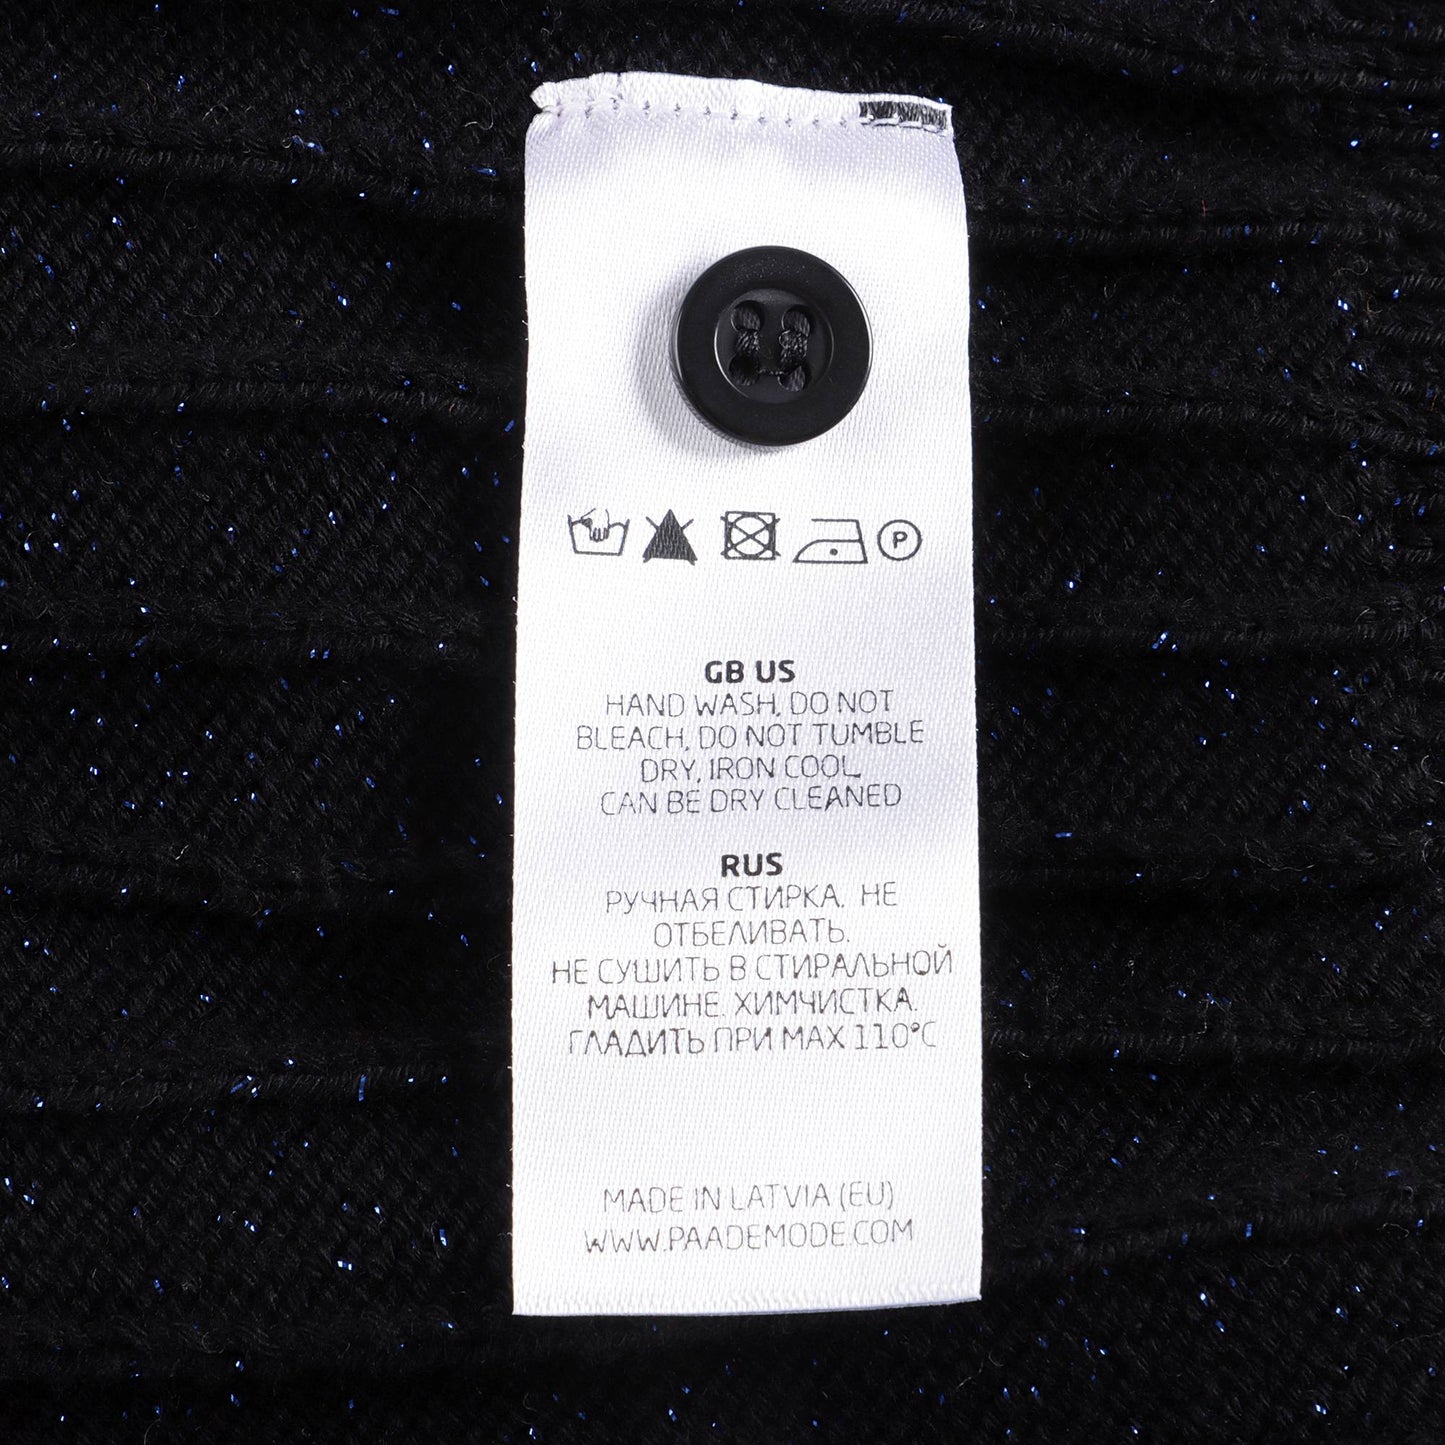 P
GB US
HAND WASH, DO NOT
BLEACH, DO NOT TUMBLE
DRY, IRON COOL,
CAN BE DRY CLEANED
RUS
РУЧНАЯ СТИРКА. НЕ
ОТБЕЛИВАТЬ.
НЕ СУШИТЬ В СТИРАЛЬНОЙ
МАШИНЕ. ХИМЧИСТКА.
ГЛАДИТЬ ПРИ МАХ 110°C
MADE IN LATVIA (EU)
WWW.PAADEMODE.COM